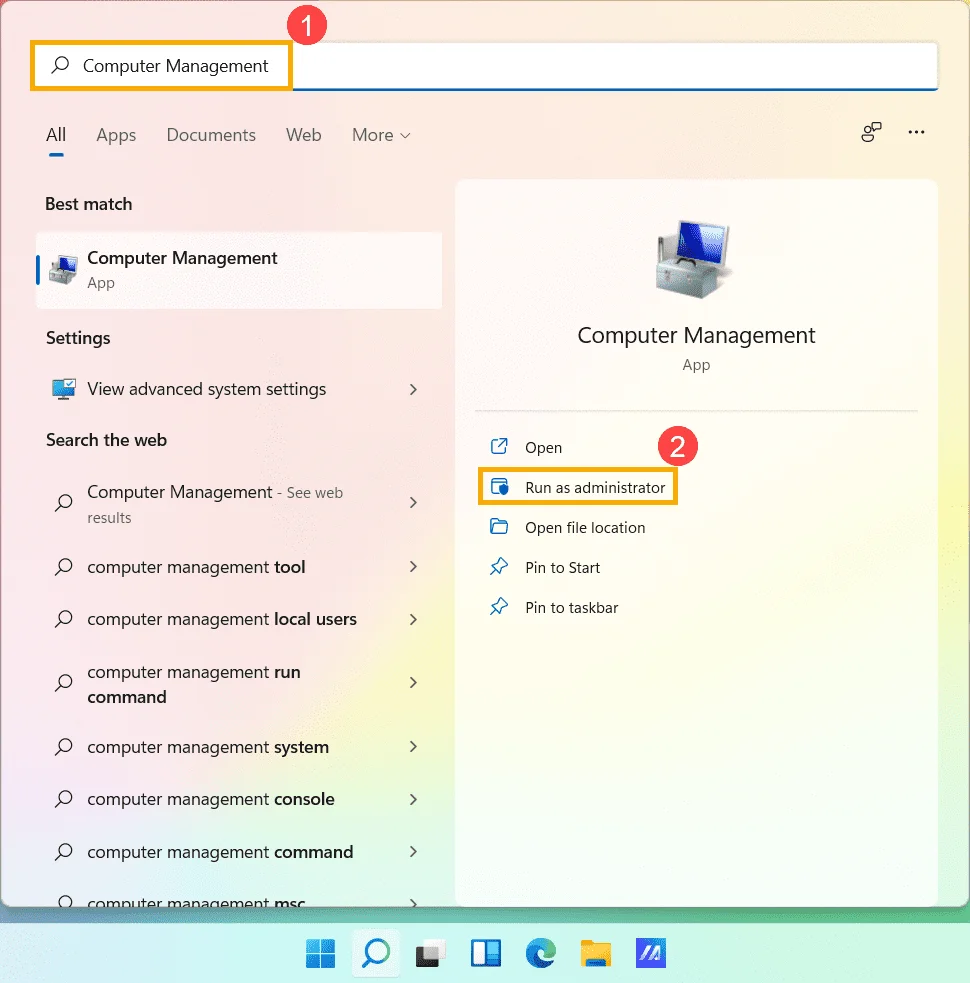 1
Computer Management
All Apps Documents Web More
Best match
Computer Management
App
Settings
View advanced system settings
Search the web
Computer Management - See web
results
computer management tool
computer management local users
computer management run
command
computer management system
computer management console
computer management command
computer management msc
Computer Management
App
Open
2
Run as administrator
Open file location
Pin to Start
Pin to taskbar